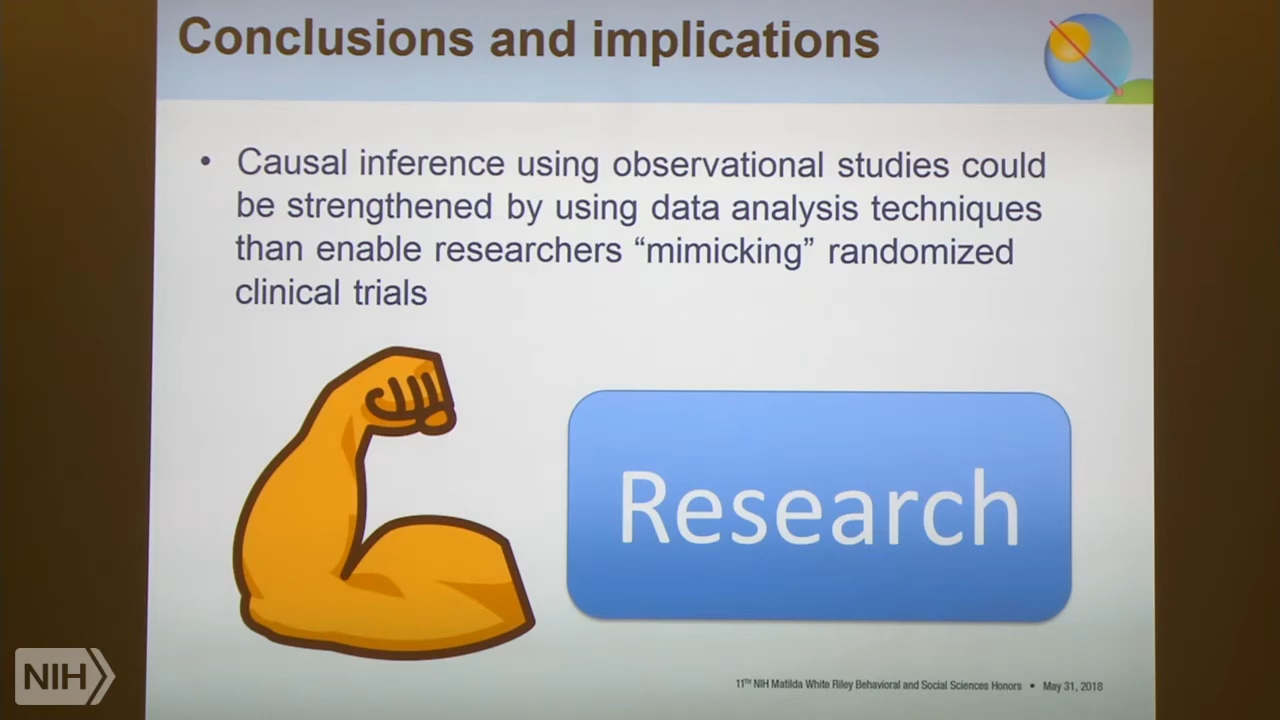 Conclusions and implications
• Causal inference using observational studies could
be strengthened by using data analysis techniques
than enable researchers “mimicking” randomized
clinical trials
Research
NIH
11TH NIH Matilda White Riley Behavioral and Social Sciences Honors • May 31, 2018